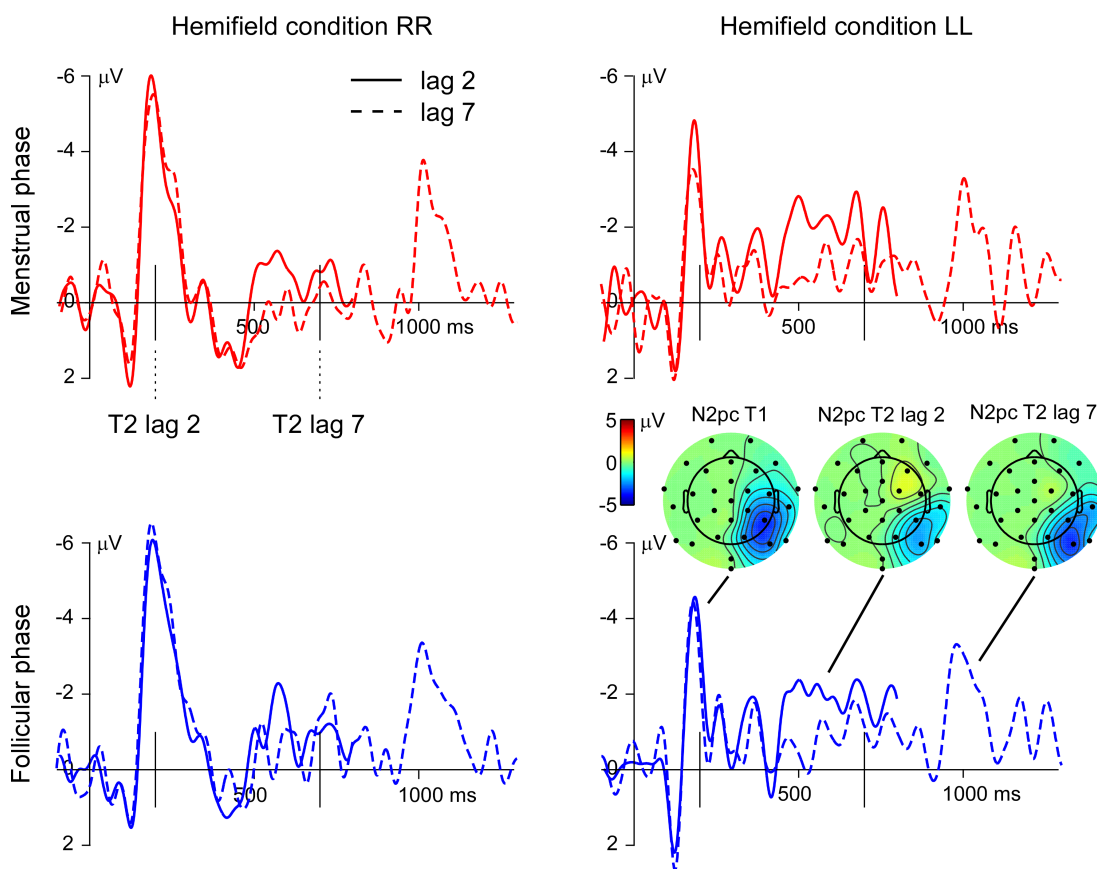 Hemifield condition RR
Hemifield condition LL
Menstrual phase
-6
μV
-4
-2
0
2
500
1000 ms
lag 2
lag 7
T2 lag 2
T2 lag 7
-6
μV
-4
-2
0
2
500
1000 ms
Follicular phase
-6
μV
-4
-2
0
2
500
1000 ms
5
μV
0
-5
N2pc T1
N2pc T2 lag 2
N2pc T2 lag 7
-6
μV
-4
-2
0
2
500
1000 ms